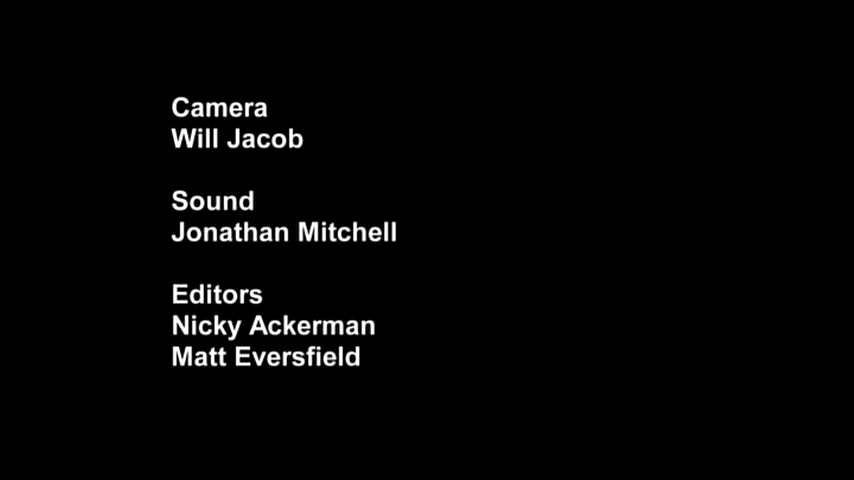 Camera
Will Jacob
Sound
Jonathan Mitchell
Editors
Nicky Ackerman
Matt Eversfield